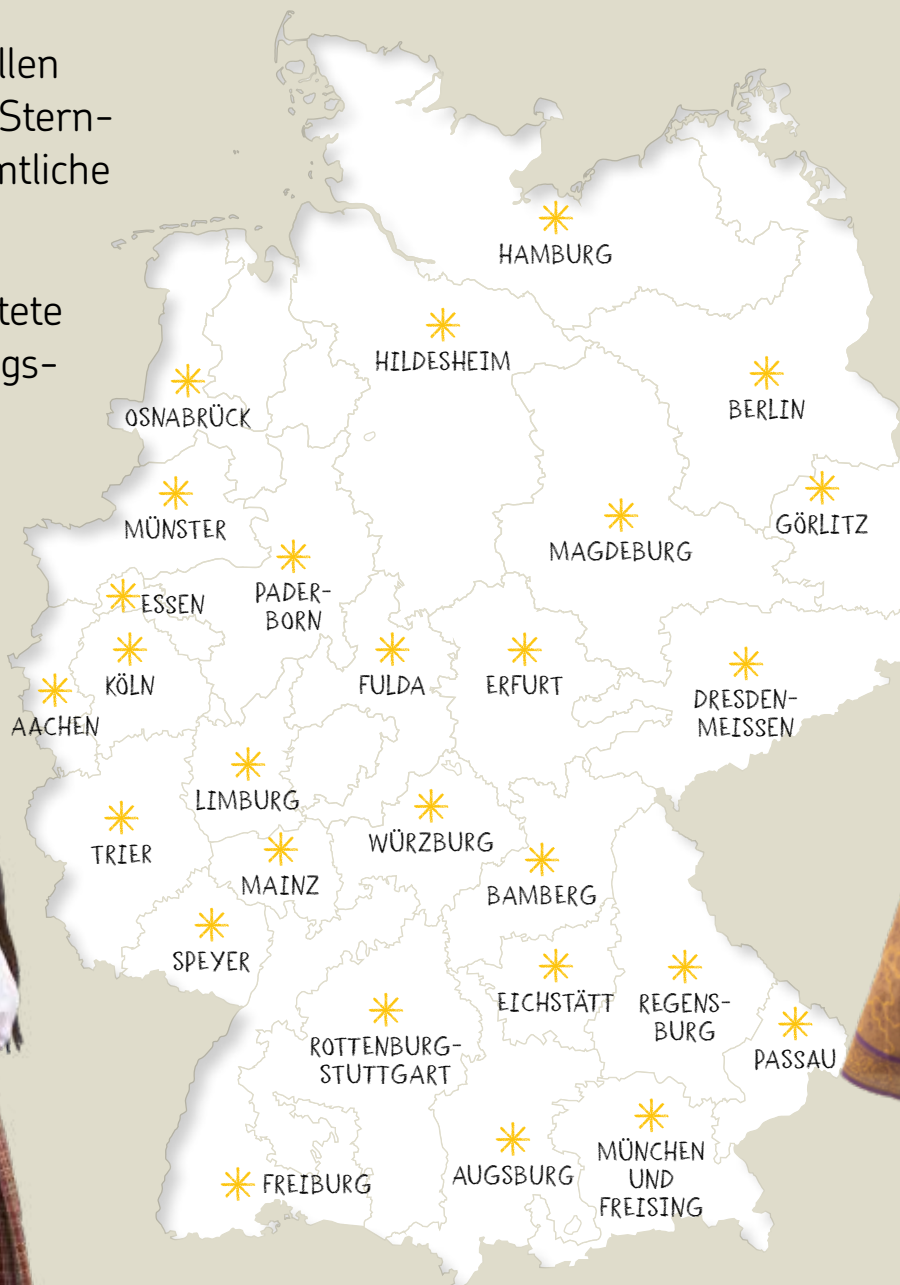 llen
Stern-
mtliche
tete
gs-
HAMBURG
HILDESHEIM
OSNABRÜCK
BERLIN
MÜNSTER
GÖRLITZ
MAGDEBURG
ESSEN
PADER-
BORN
KÖLN
FULDA
ERFURT
AACHEN
DRESDEN-
MEISSEN
LIMBURG
TRIER
WÜRZBURG
MAINZ
BAMBERG
SPEYER
EICHSTÄTT
REGENS-
BURG
ROTTENBURG-
STUTTGART
PASSAU
AUGSBURG
MÜNCHEN
UND
FREISING
FREIBURG